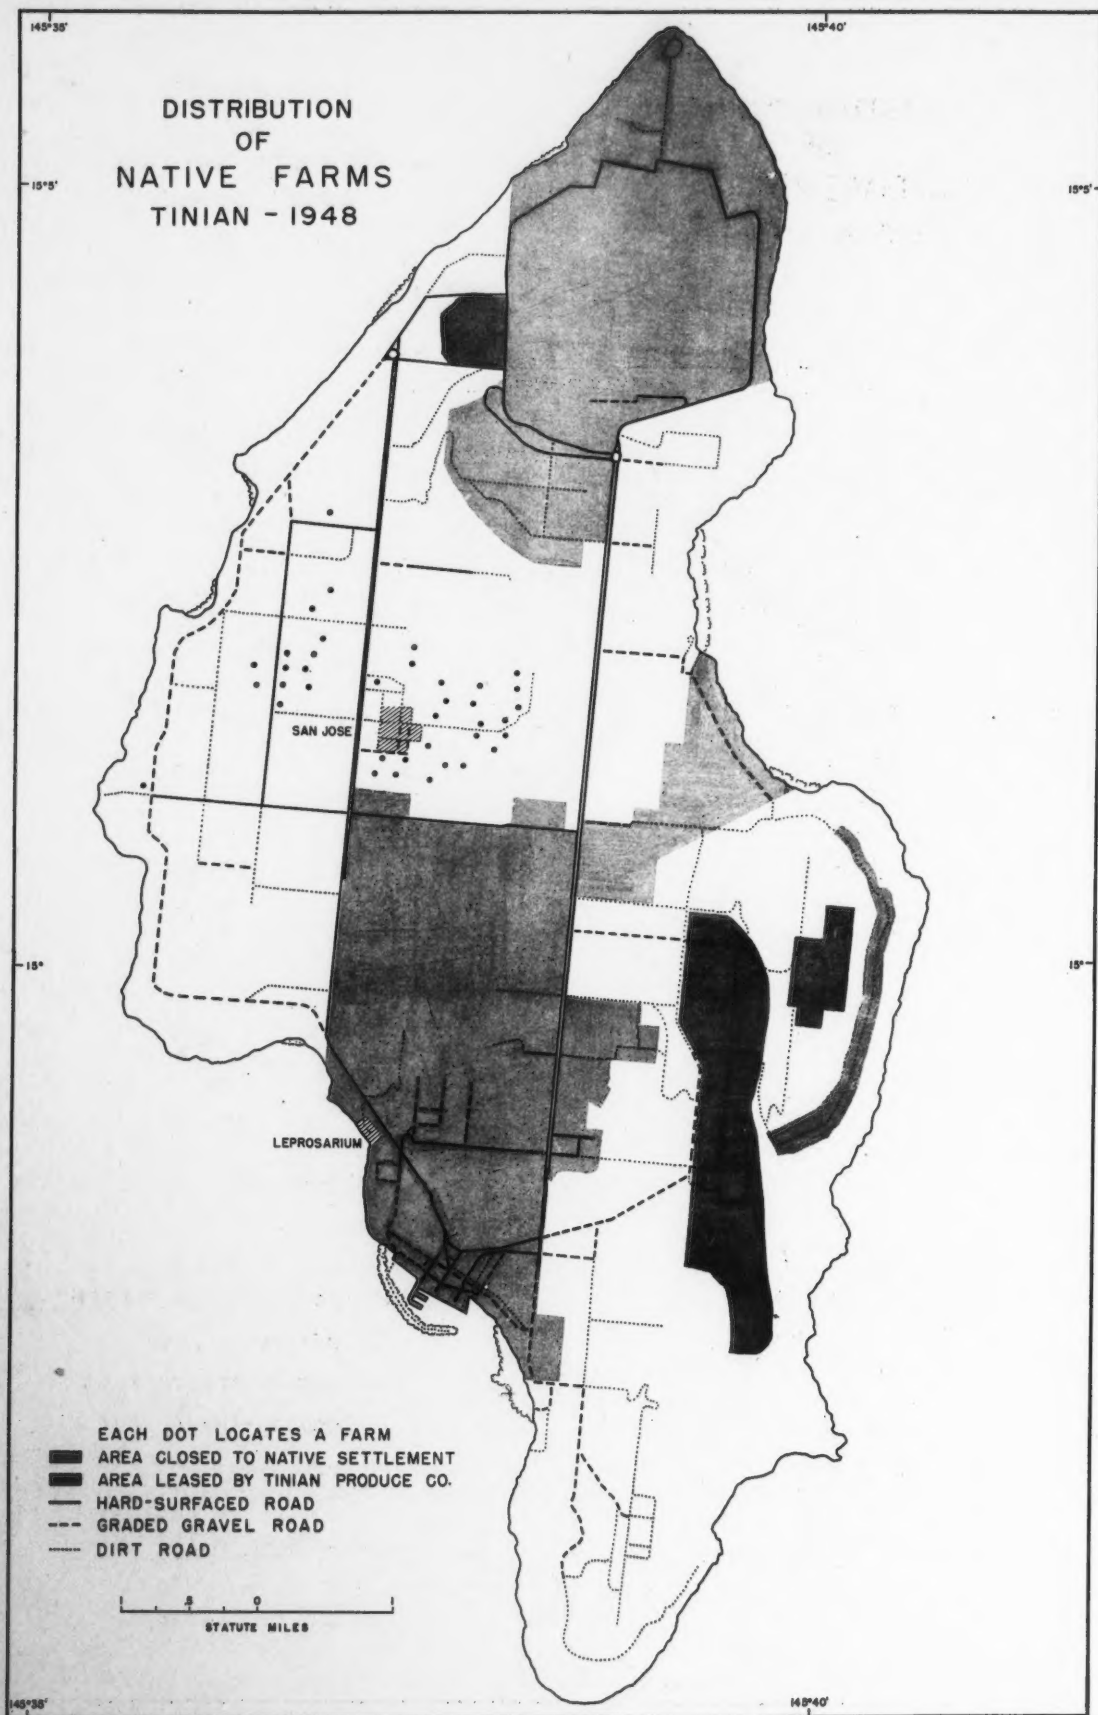 145°35'
145°40'
DISTRIBUTION
OF
NATIVE FARMS
TINIAN - 1948
15°5'
15°5'
SAN JOSE
15°
15°
LEPROSARIUM
EACH DOT LOCATES A FARM
AREA CLOSED TO NATIVE SETTLEMENT
AREA LEASED BY TINIAN PRODUCE CO.
HARD-SURFACED ROAD
GRADED GRAVEL ROAD
DIRT ROAD
1 .5 0 1
STATUTE MILES
145°35'
145°40'